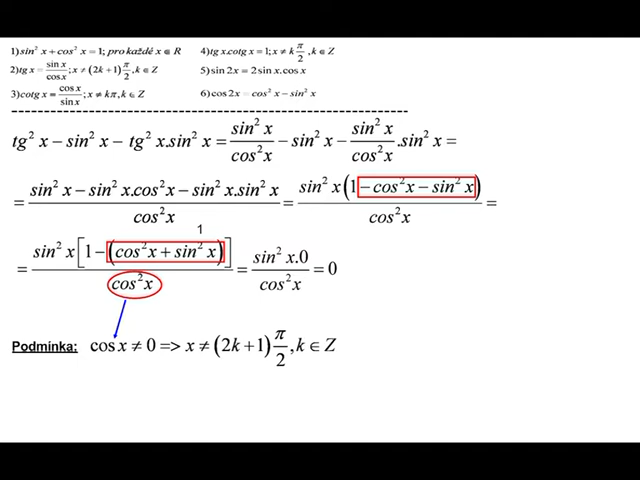 1) sin² x + cos² x = 1; pro každé x ∈ R
2) tg x = sin x / cos x; x ≠ (2k+1) π/2, k ∈ Z
3) cotg x = cos x / sin x; x ≠ kπ, k ∈ Z
4) tg x.cotg x = 1; x ≠ k π/2, k ∈ Z
5) sin 2x = 2 sin x.cos x
6) cos 2x = cos² x − sin² x
tg² x − sin² x − tg² x.sin² x = sin² x / cos² x − sin² x − sin² x / cos² x .sin² x =
= (sin² x − sin² x.cos² x − sin² x.sin² x) / cos² x = sin² x (1 − cos² x − sin² x) / cos² x =
1
= sin² x [1 − (cos² x + sin² x)] / cos² x = sin² x.0 / cos² x = 0
Podmínka: cos x ≠ 0 => x ≠ (2k+1) π/2, k ∈ Z